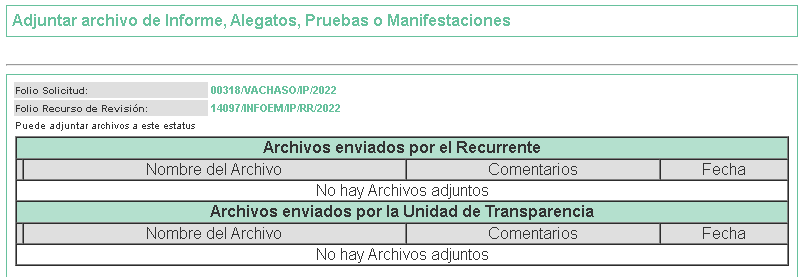 Adjuntar archivo de Informe, Alegatos, Pruebas o Manifestaciones
Folio Solicitud: 00318/VACHASO/IP/2022
Folio Recurso de Revisión: 14097/INFOEM/IP/RR/2022
Puede adjuntar archivos a este estatus
Archivos enviados por el Recurrente
Nombre del Archivo Comentarios Fecha
No hay Archivos adjuntos
Archivos enviados por la Unidad de Transparencia
Nombre del Archivo Comentarios Fecha
No hay Archivos adjuntos